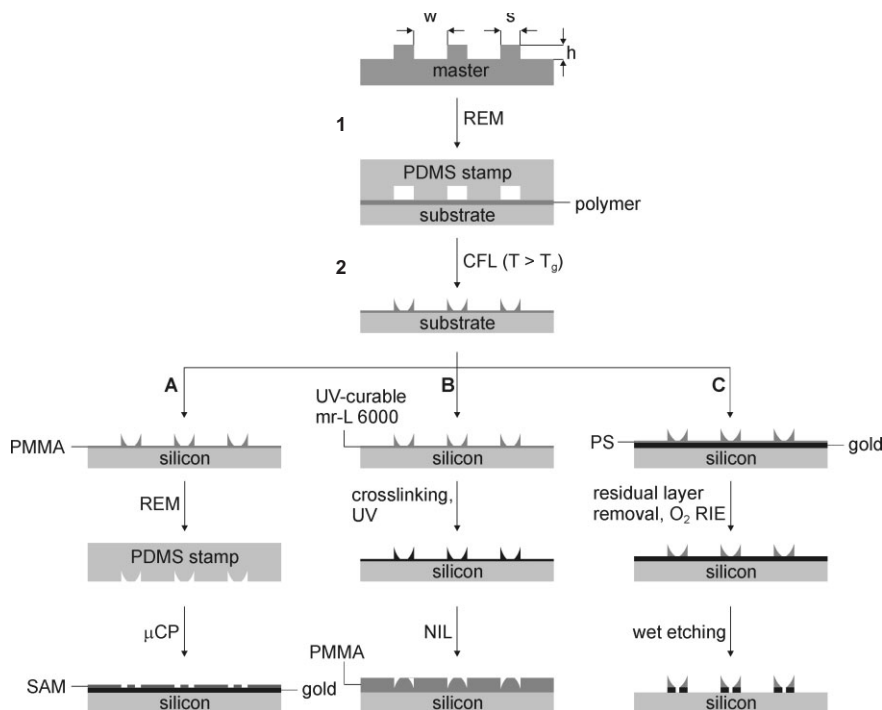 w
s
h
master
1
REM
PDMS stamp
polymer
substrate
2
CFL (T > Tg)
substrate
A
B
C
UV-curable
mr-L 6000
PMMA
silicon
silicon
PS
gold
silicon
REM
crosslinking,
UV
residual layer
removal, O2 RIE
PDMS stamp
silicon
silicon
μCP
NIL
wet etching
PMMA
SAM
gold
silicon
silicon
silicon